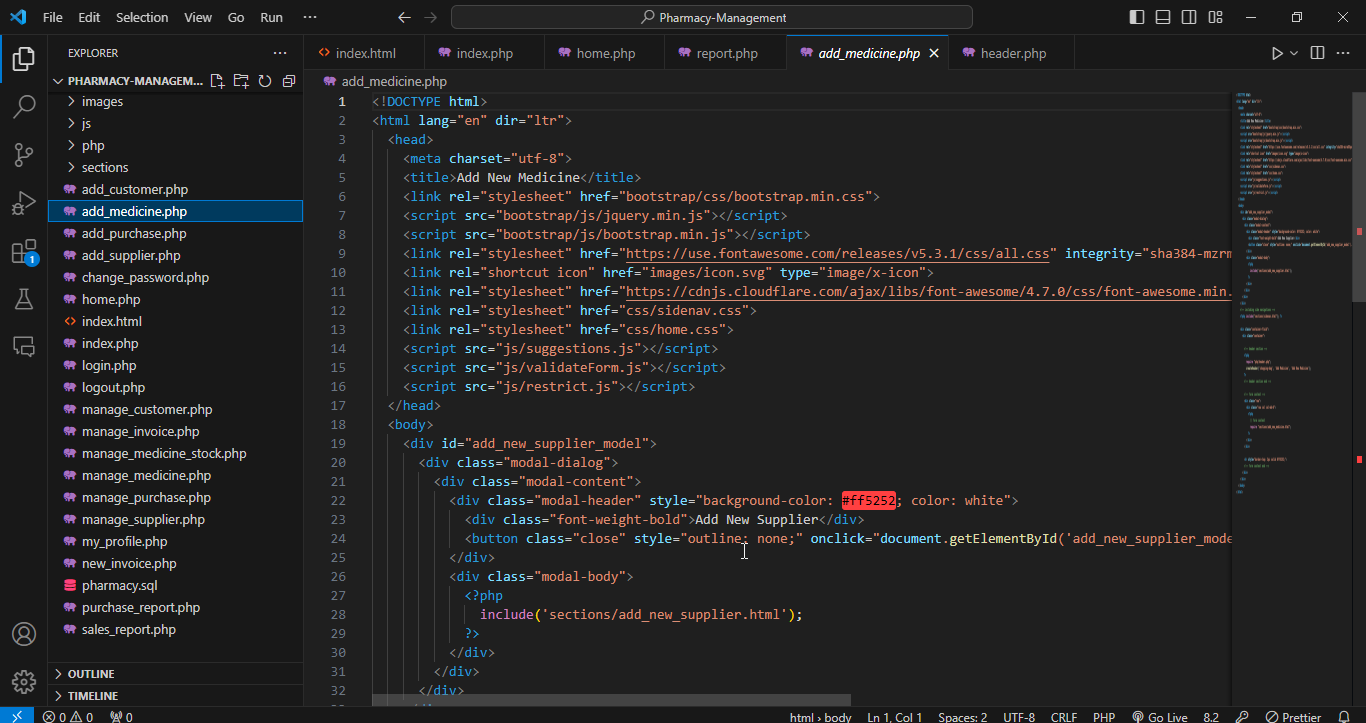 File Edit Selection View Go Run ··· Pharmacy-Management
EXPLORER
PHARMACY-MANAGEM...
images
js
php
sections
add_customer.php
add_medicine.php
add_purchase.php
add_supplier.php
change_password.php
home.php
index.html
index.php
login.php
logout.php
manage_customer.php
manage_invoice.php
manage_medicine_stock.php
manage_medicine.php
manage_purchase.php
manage_supplier.php
my_profile.php
new_invoice.php
pharmacy.sql
purchase_report.php
sales_report.php
OUTLINE
TIMELINE
1
index.html index.php home.php report.php add_medicine.php header.php
add_medicine.php
1 <!DOCTYPE html>
2 <html lang="en" dir="ltr">
3 <head>
4 <meta charset="utf-8">
5 <title>Add New Medicine</title>
6 <link rel="stylesheet" href="bootstrap/css/bootstrap.min.css">
7 <script src="bootstrap/js/jquery.min.js"></script>
8 <script src="bootstrap/js/bootstrap.min.js"></script>
9 <link rel="stylesheet" href="https://use.fontawesome.com/releases/v5.3.1/css/all.css" integrity="sha384-mzrm
10 <link rel="shortcut icon" href="images/icon.svg" type="image/x-icon">
11 <link rel="stylesheet" href="https://cdnjs.cloudflare.com/ajax/libs/font-awesome/4.7.0/css/font-awesome.min.
12 <link rel="stylesheet" href="css/sidenav.css">
13 <link rel="stylesheet" href="css/home.css">
14 <script src="js/suggestions.js"></script>
15 <script src="js/validateForm.js"></script>
16 <script src="js/restrict.js"></script>
17 </head>
18 <body>
19 <div id="add_new_supplier_model">
20 <div class="modal-dialog">
21 <div class="modal-content">
22 <div class="modal-header" style="background-color: #ff5252; color: white">
23 <div class="font-weight-bold">Add New Supplier</div>
24 <button class="close" style="outline: none;" onclick="document.getElementById('add_new_supplier_mode
25 </div>
26 <div class="modal-body">
27 <?php
28 include('sections/add_new_supplier.html');
29 ?>
30 </div>
31 </div>
32 </div>
0 0 0 html › body Ln 1, Col 1 Spaces: 2 UTF-8 CRLF PHP Go Live 8.2 Prettier